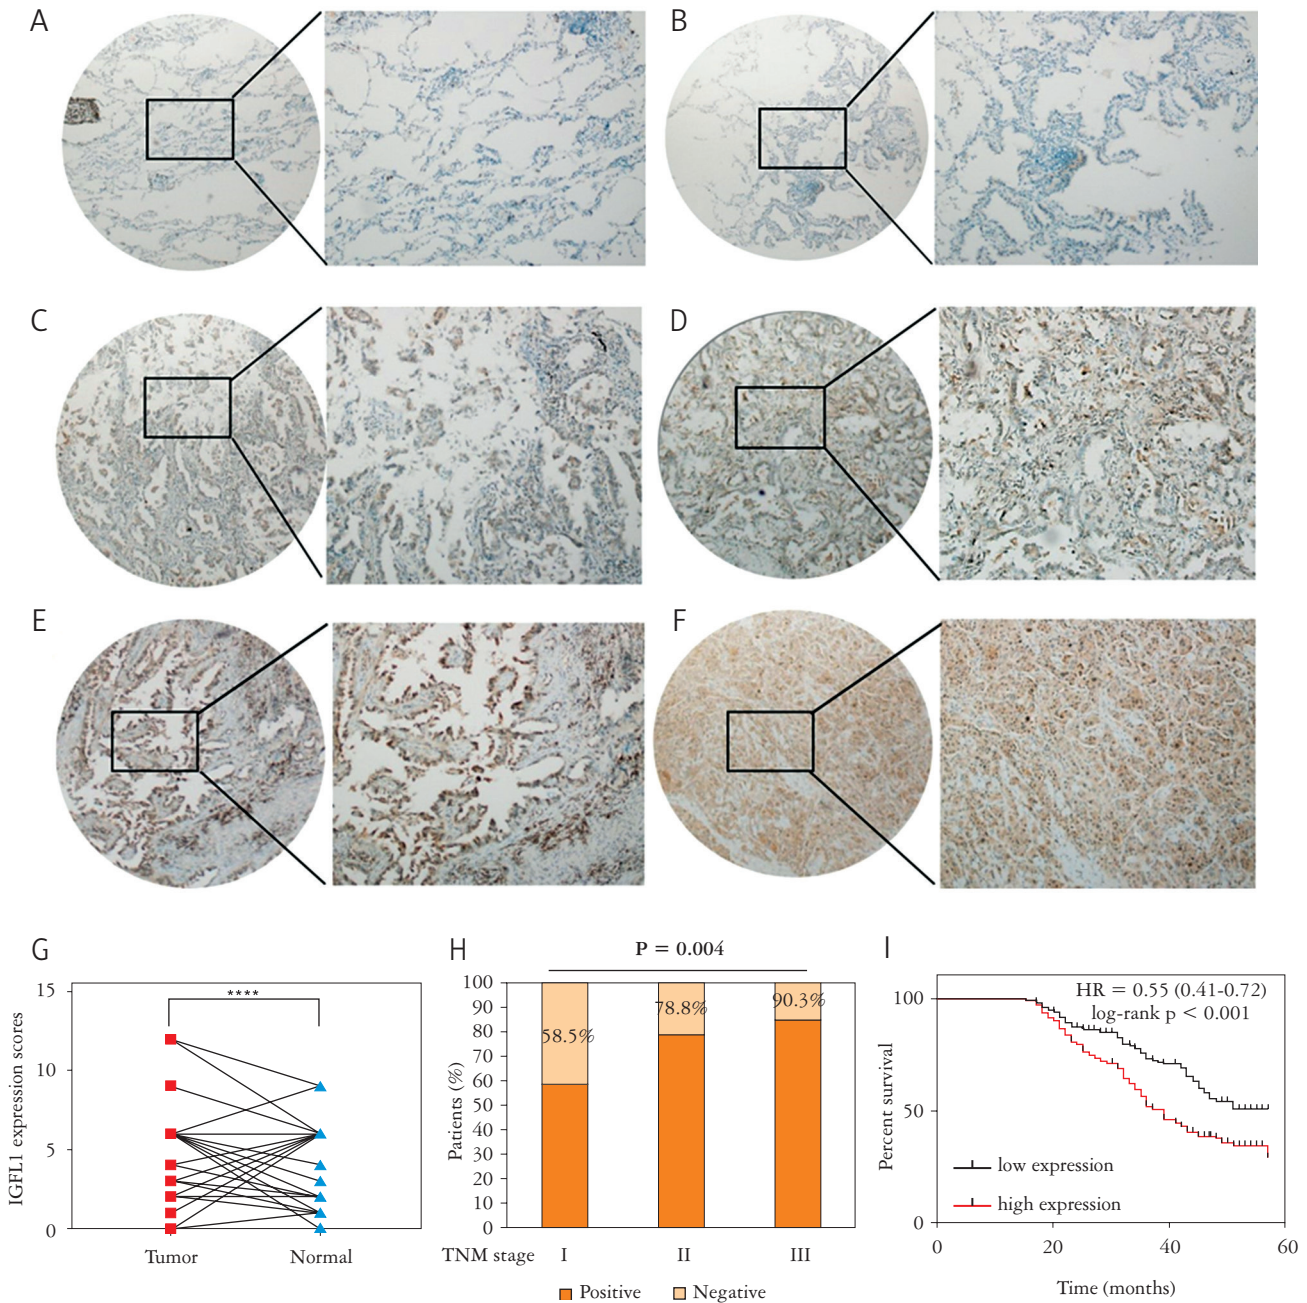 A
B
C
D
E
F
G
****
IGFL1 expression scores
15
10
5
0
Tumor
Normal
H
P = 0.004
Patients (%)
100
90
80
70
60
50
40
30
20
10
0
58.5%
78.8%
90.3%
TNM stage
I
II
III
Positive
Negative
I
HR = 0.55 (0.41-0.72)
log-rank p < 0.001
Percent survival
100
50
0
low expression
high expression
0
20
40
60
Time (months)